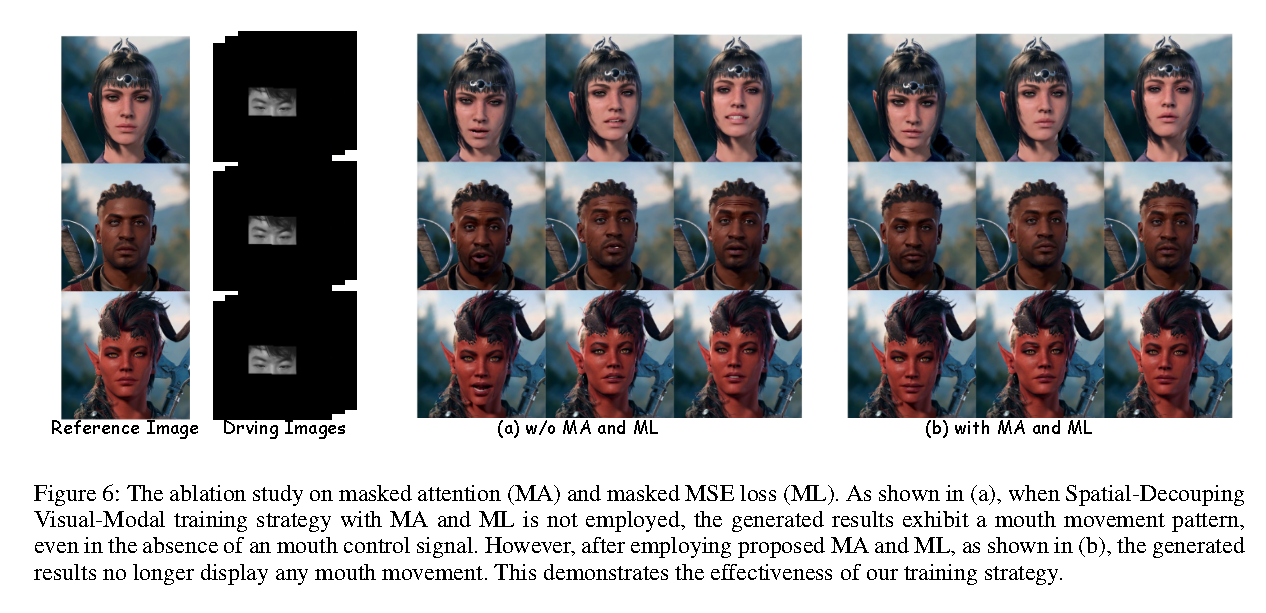 Reference Image
Drving Images
(a) w/o MA and ML
(b) with MA and ML
Figure 6: The ablation study on masked attention (MA) and masked MSE loss (ML). As shown in (a), when Spatial-Decouping
Visual-Modal training strategy with MA and ML is not employed, the generated results exhibit a mouth movement pattern,
even in the absence of an mouth control signal. However, after employing proposed MA and ML, as shown in (b), the generated
results no longer display any mouth movement. This demonstrates the effectiveness of our training strategy.